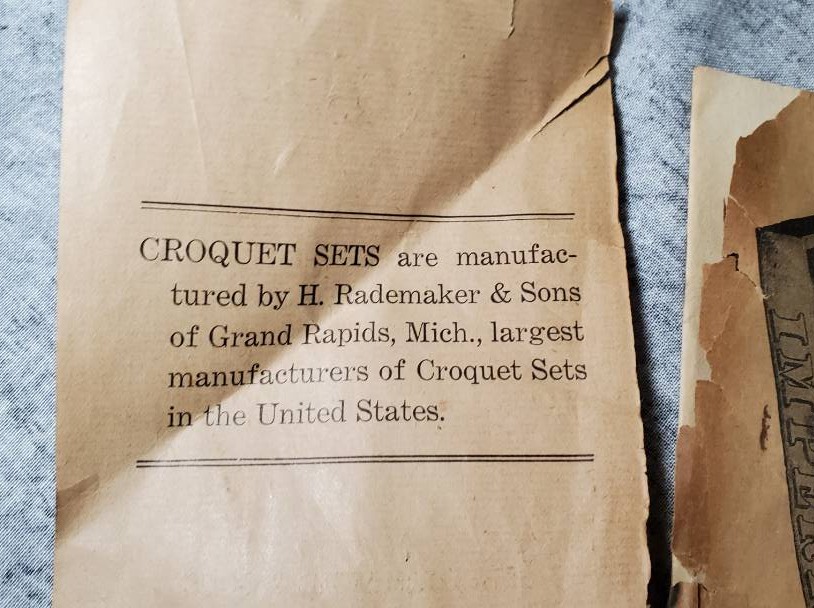 CROQUET SETS are manufac-
tured by H. Rademaker & Sons
of Grand Rapids, Mich., largest
manufacturers of Croquet Sets
in the United States.